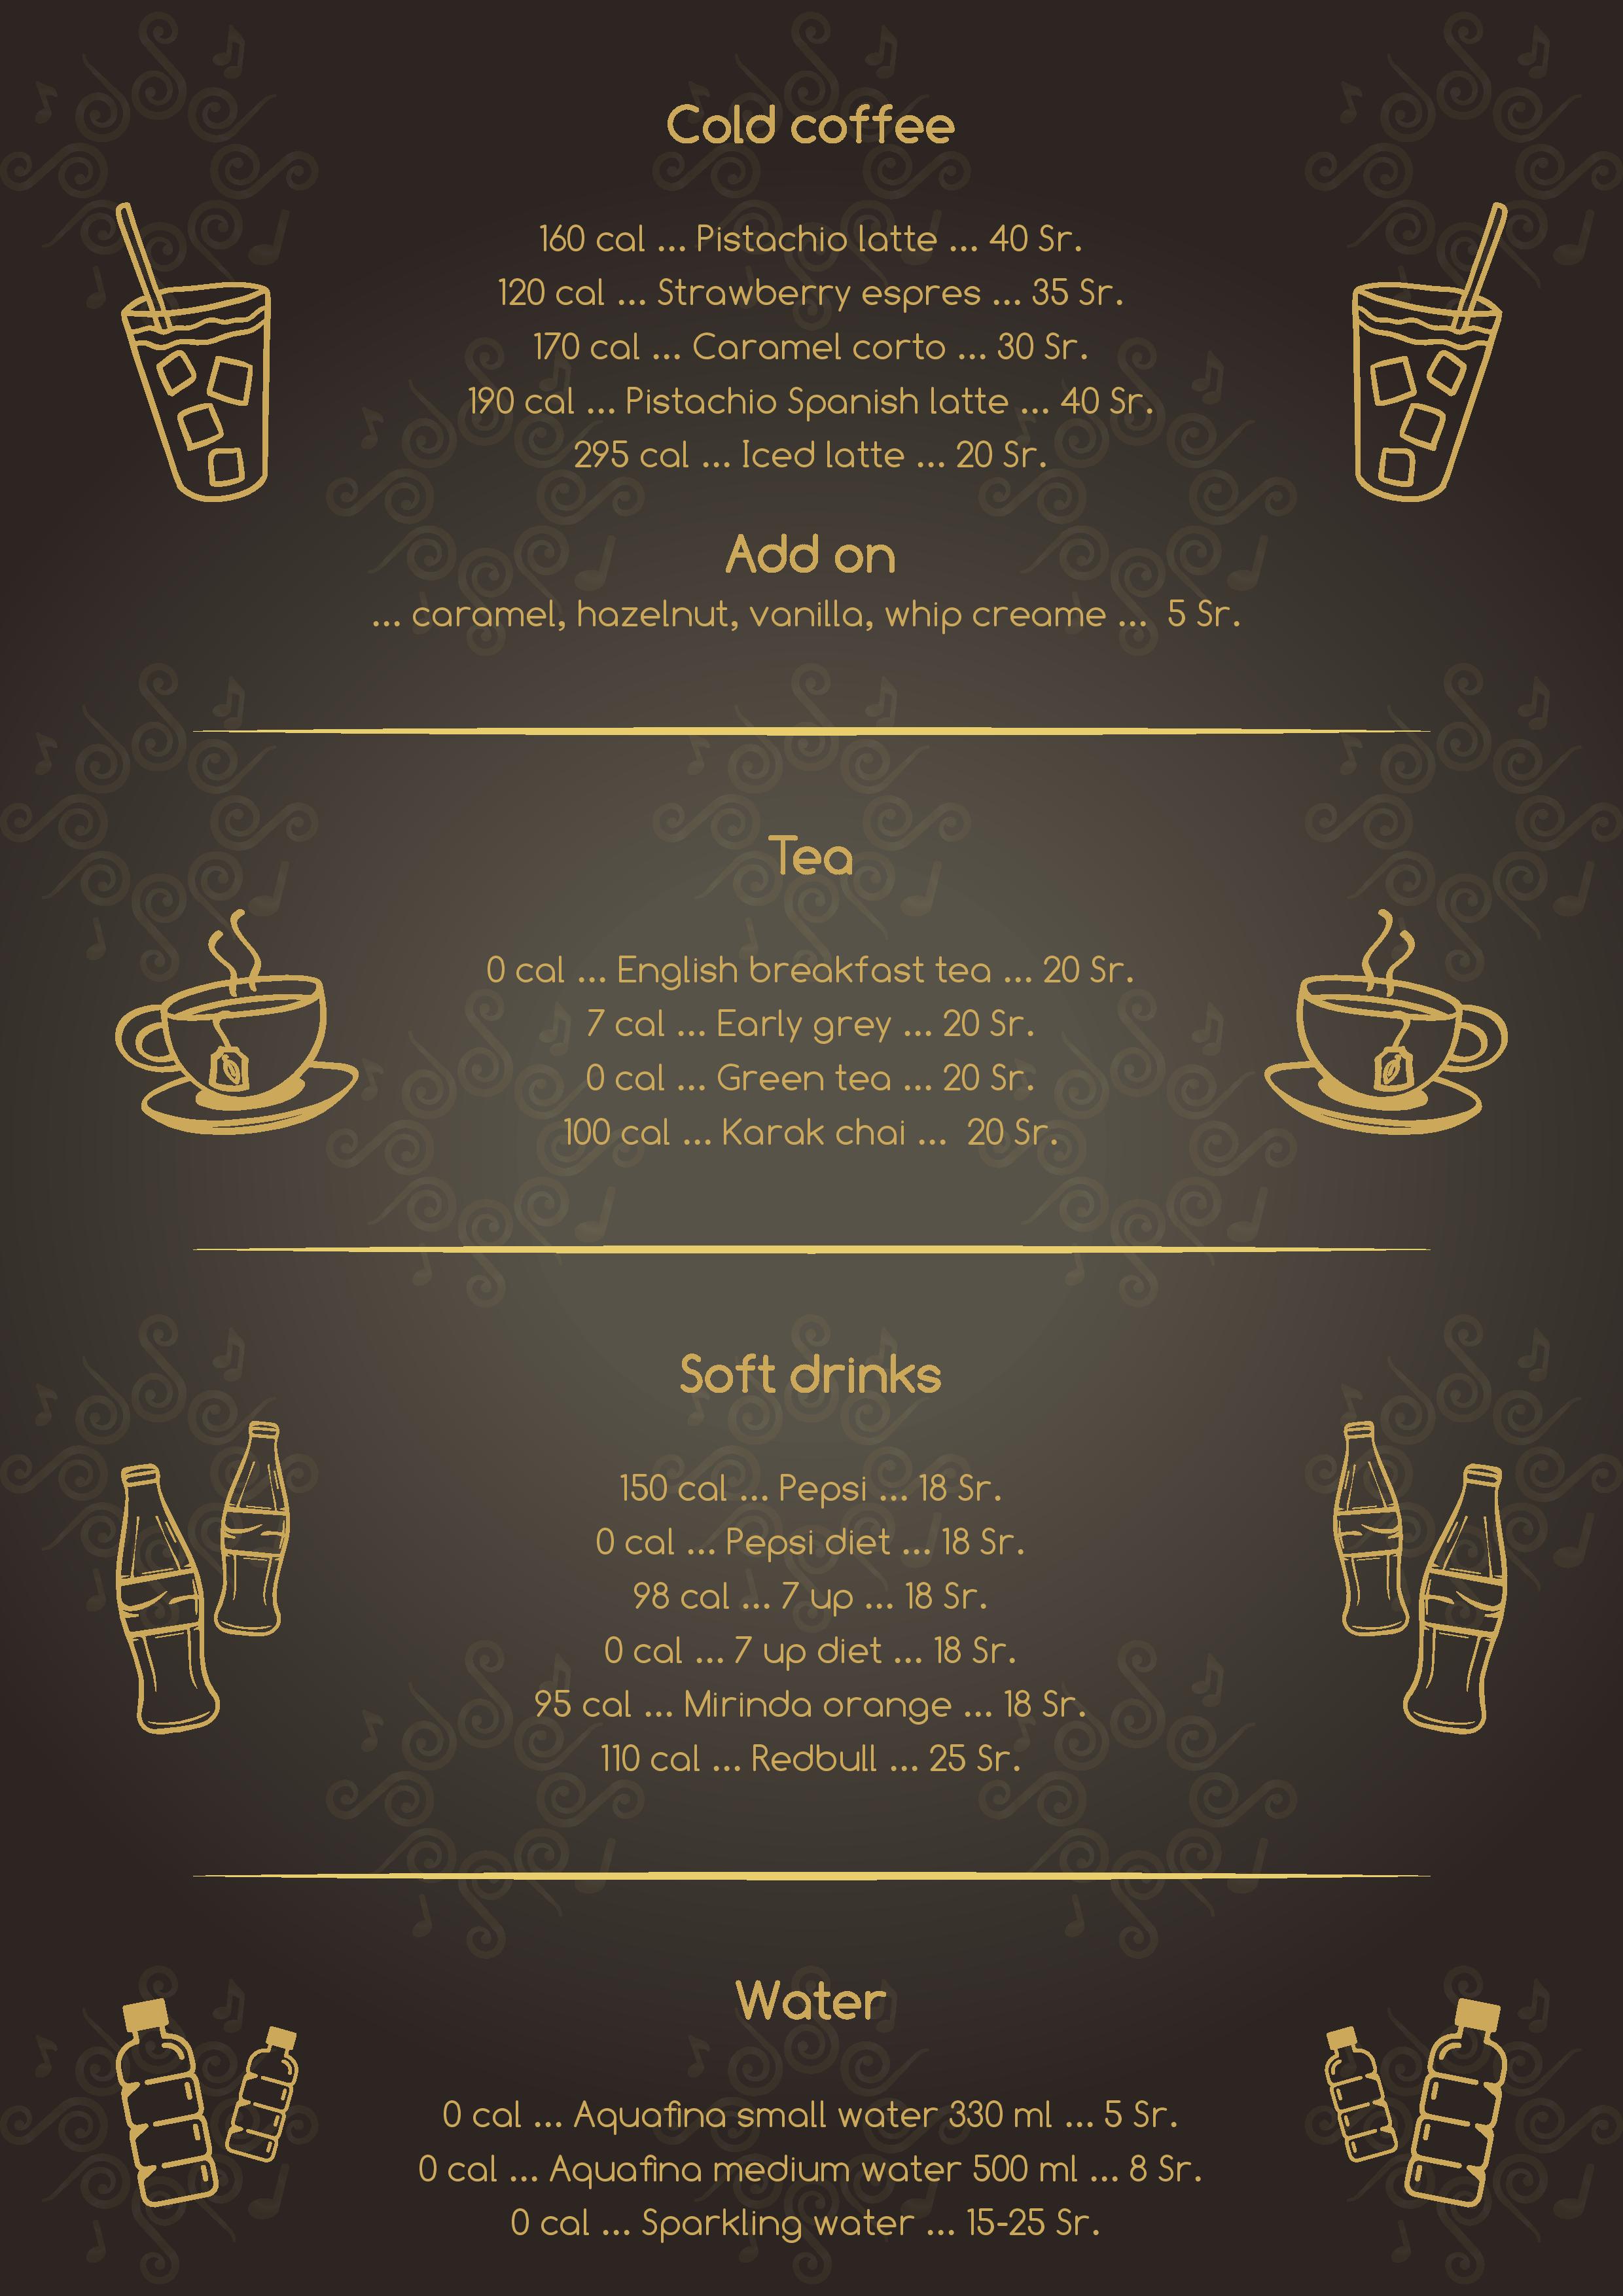 Cold coffee
160 cal ... Pistachio latte ... 40 Sr.
120 cal ... Strawberry espres ... 35 Sr.
170 cal ... Caramel corto ... 30 Sr.
190 cal ... Pistachio Spanish latte ... 40 Sr.
295 cal ... Iced latte ... 20 Sr.
Add on
... caramel, hazelnut, vanilla, whip creame ... 5 Sr.
Tea
0 cal ... English breakfast tea ... 20 Sr.
7 cal ... Early grey ... 20 Sr.
0 cal ... Green tea ... 20 Sr.
100 cal ... Karak chai ... 20 Sr.
Soft drinks
150 cal ... Pepsi ... 18 Sr.
0 cal ... Pepsi diet ... 18 Sr.
98 cal ... 7 up ... 18 Sr.
0 cal ... 7 up diet ... 18 Sr.
95 cal ... Mirinda orange ... 18 Sr.
110 cal ... Redbull ... 25 Sr.
Water
0 cal ... Aquafina small water 330 ml ... 5 Sr.
0 cal ... Aquafina medium water 500 ml ... 8 Sr.
0 cal ... Sparkling water ... 15-25 Sr.